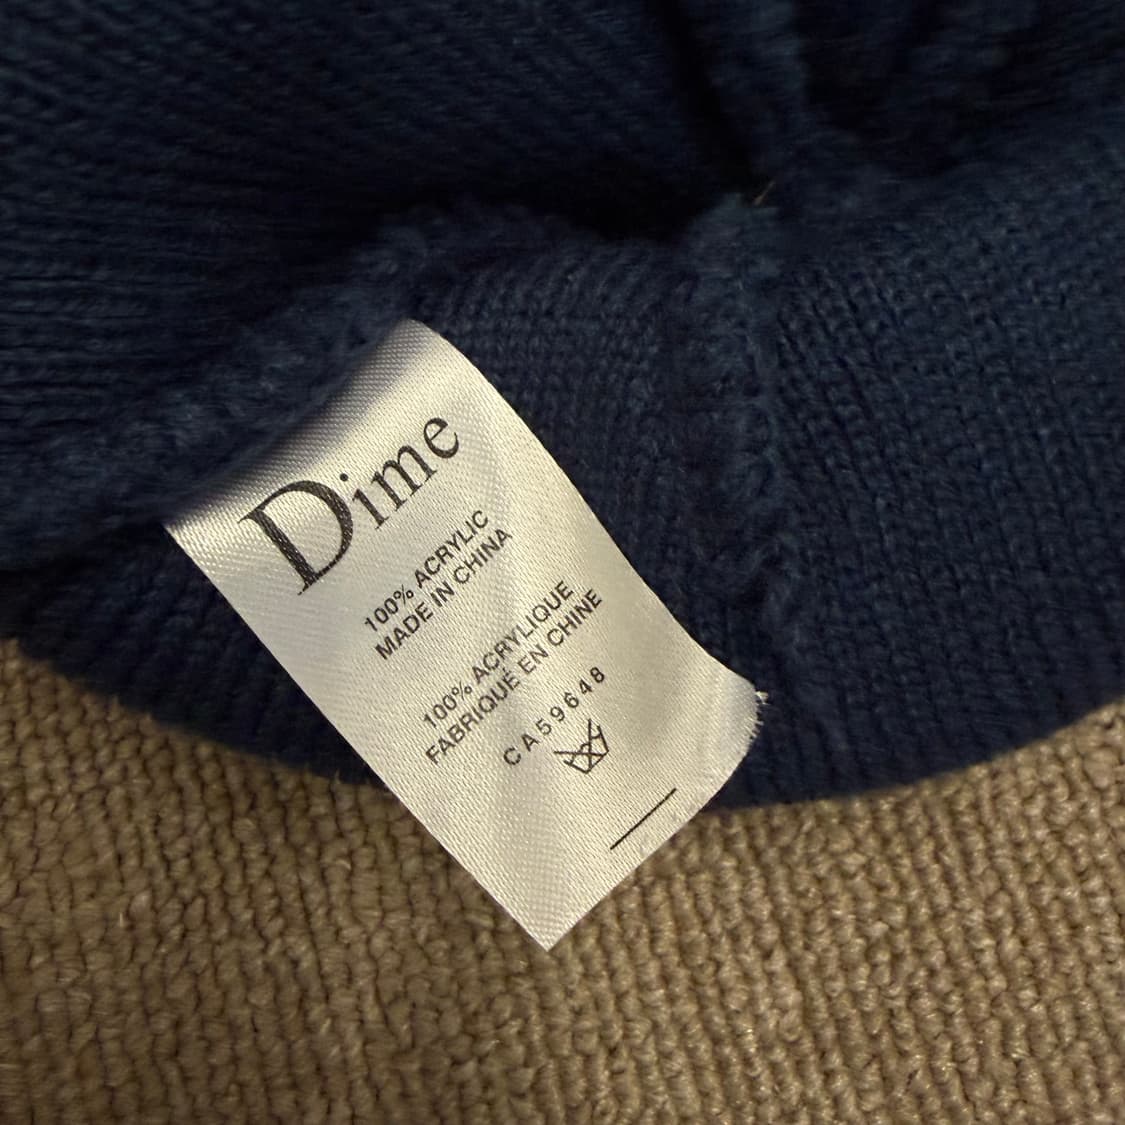 Dime
100% ACRYLIC
MADE IN CHINA
100% ACRYLIQUE
FABRIQUÉ EN CHINE
CA59648